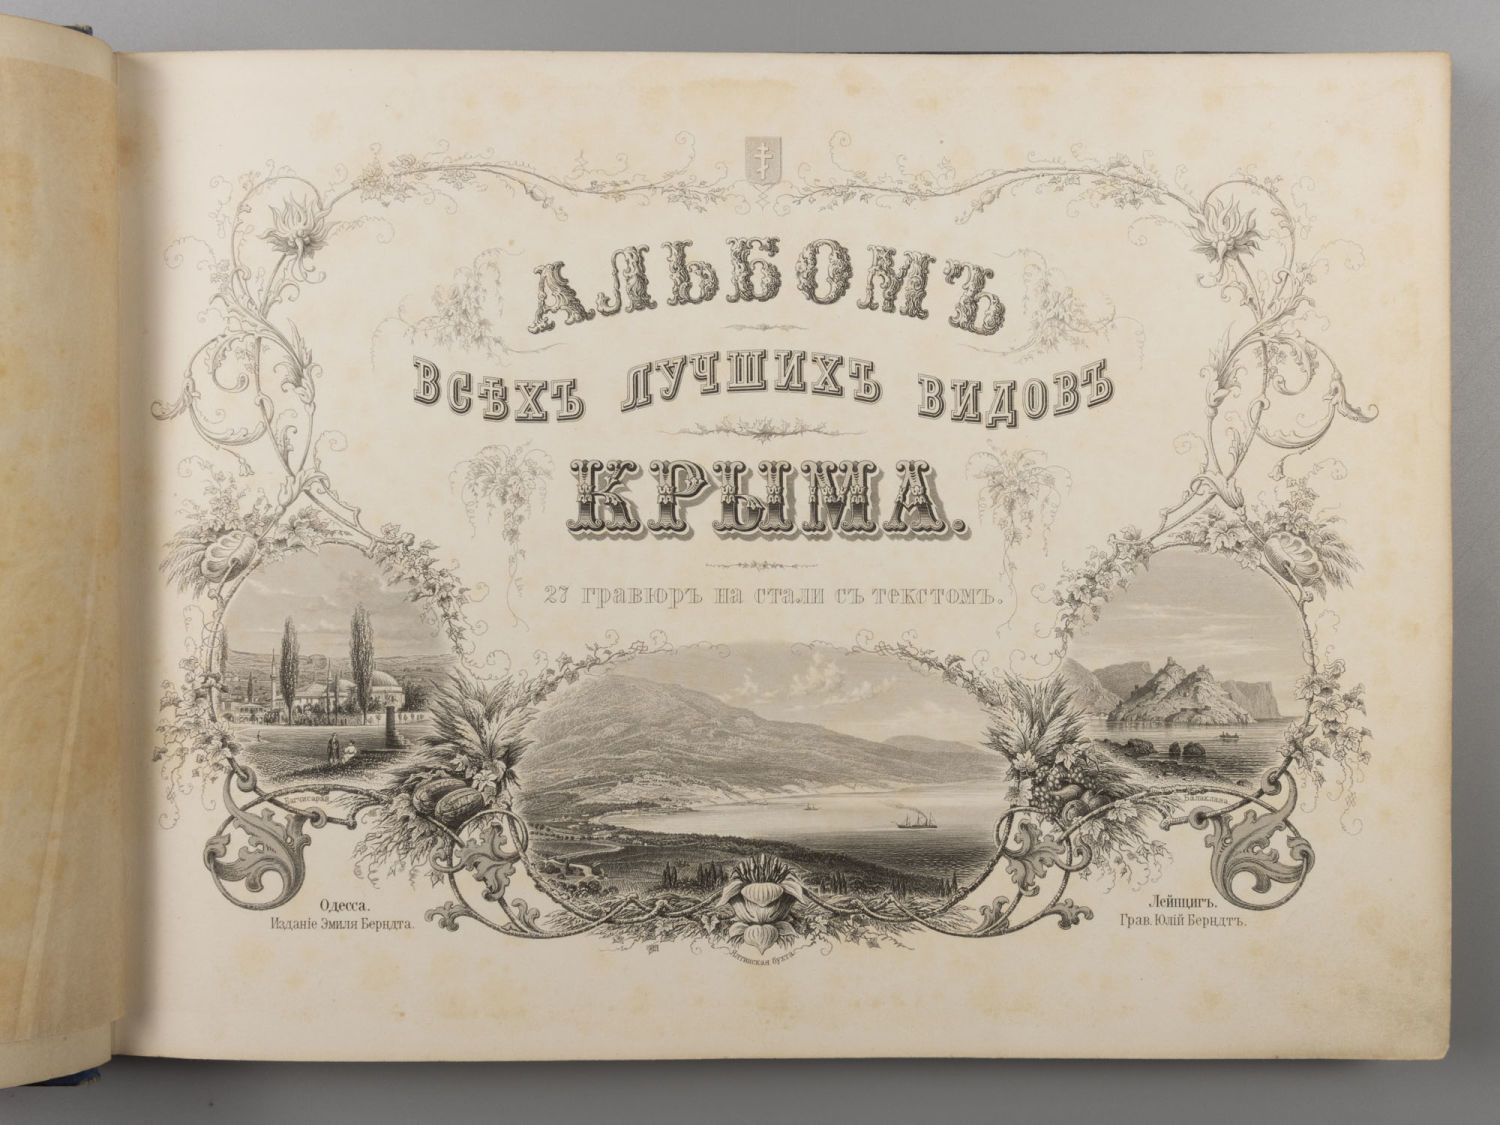 АЛЬБОМЪ
ВСѢХЪ ЛУЧШИХЪ ВИДОВЪ
КРЫМА.
27 гравюръ на стали съ текстомъ.
Багчисарай
Балаклава
Одесса.
Изданіе Эмиля Берндта.
Лейпцигъ.
Грав. Юлій Берндтъ.
Ялтинская бухта